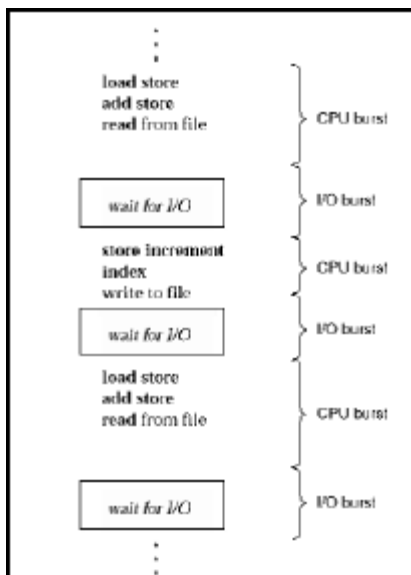 load store
add store
read from file
CPU burst
wait for I/O
I/O burst
store increment
index
write to file
CPU burst
wait for I/O
I/O burst
load store
add store
read from file
CPU burst
wait for I/O
I/O burst